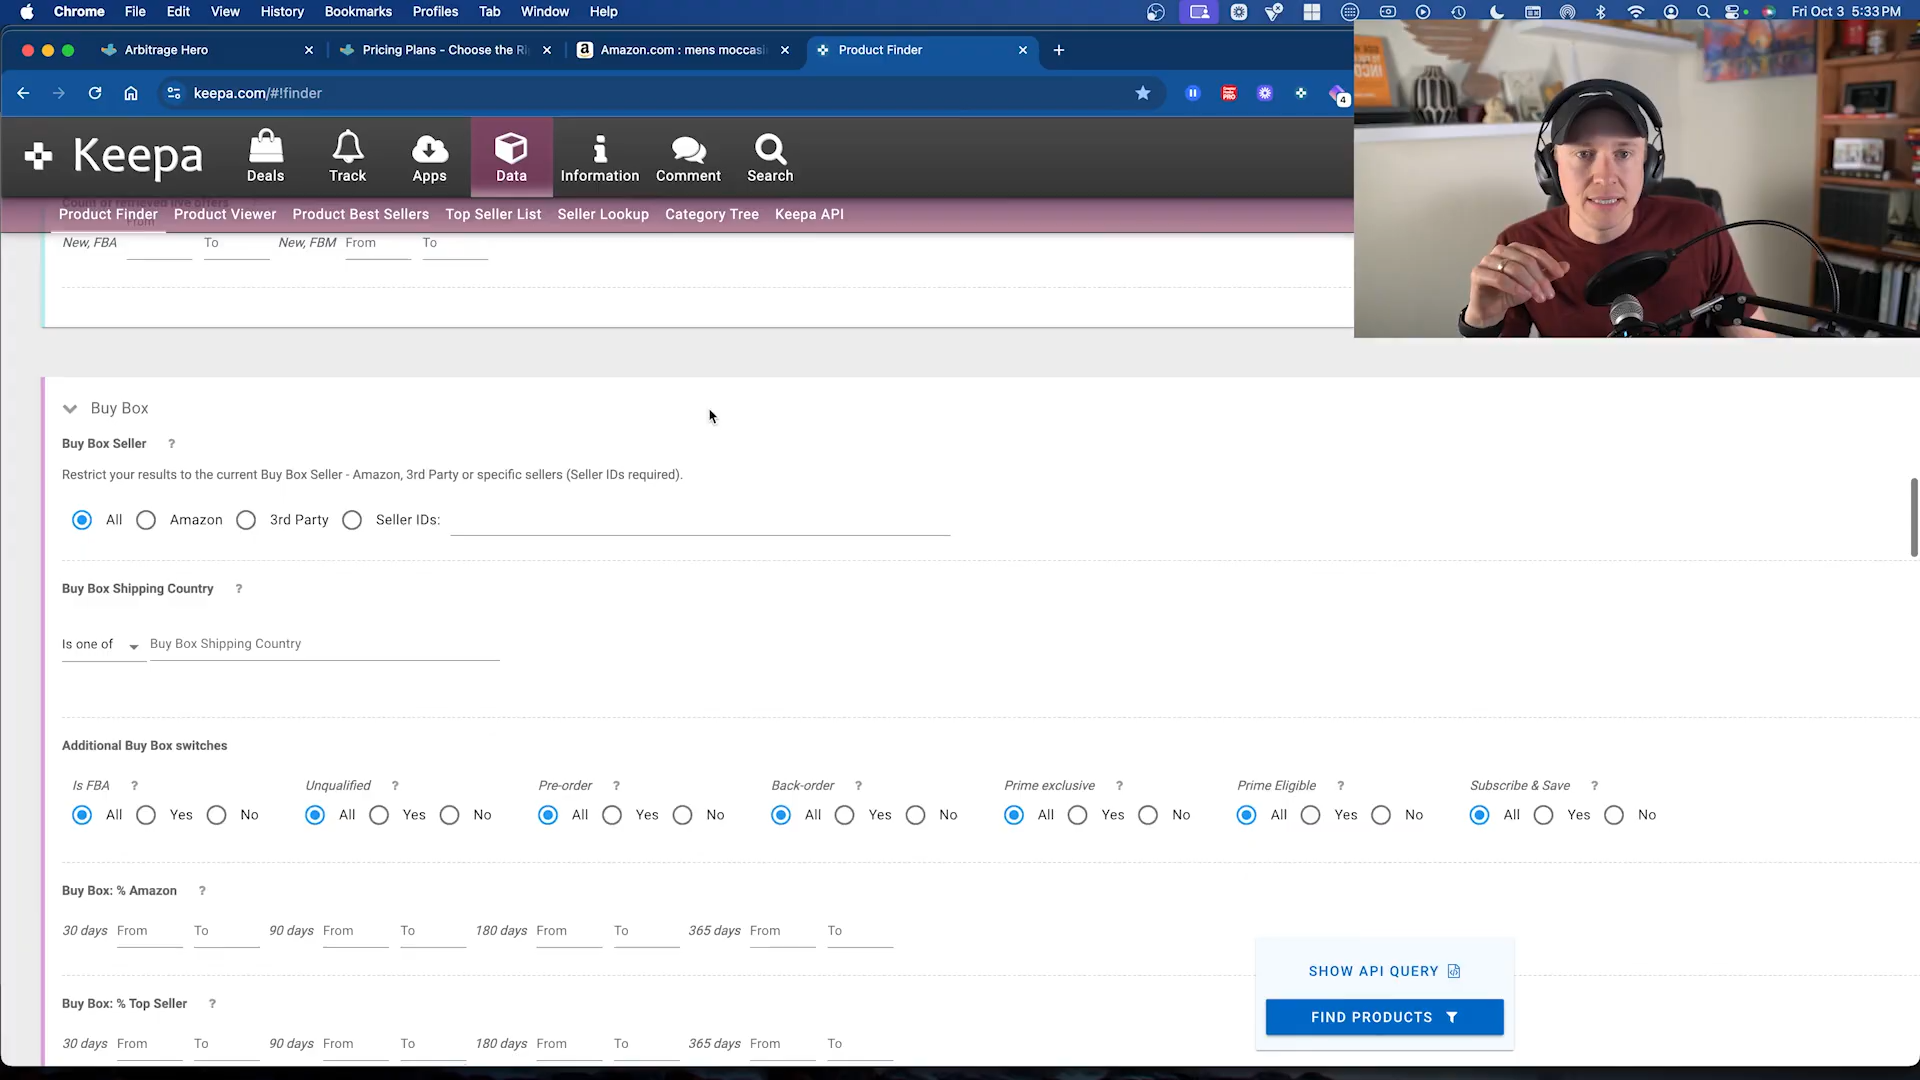 Chrome File Edit View History Bookmarks Profiles Tab Window Help Fri Oct 3 5:33 PM
Arbitrage Hero Pricing Plans - Choose the Ri Amazon.com : mens moccasi Product Finder
keepa.com/#!finder 4
Keepa Deals Track Apps Data Information Comment Search
Count of retrieved live offers
Product Finder Product Viewer Product Best Sellers Top Seller List Seller Lookup Category Tree Keepa API
New, FBA From To New, FBM From To
Buy Box
Buy Box Seller ?
Restrict your results to the current Buy Box Seller - Amazon, 3rd Party or specific sellers (Seller IDs required).
All Amazon 3rd Party Seller IDs:
Buy Box Shipping Country ?
Is one of Buy Box Shipping Country
Additional Buy Box switches
Is FBA ? Unqualified ? Pre-order ? Back-order ? Prime exclusive ? Prime Eligible ? Subscribe & Save ?
All Yes No All Yes No All Yes No All Yes No All Yes No All Yes No All Yes No
Buy Box: % Amazon ?
30 days From To 90 days From To 180 days From To 365 days From To
SHOW API QUERY
Buy Box: % Top Seller ?
FIND PRODUCTS
30 days From To 90 days From To 180 days From To 365 days From To